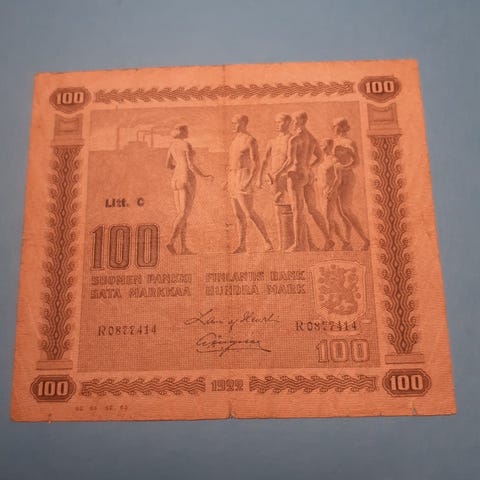 100 100
Litt. C
100
SUOMEN PANKKI FINLANDS BANK
SATA MARKKAA HUNDRA MARK
R0872414 R0872414
100
100 1922 100